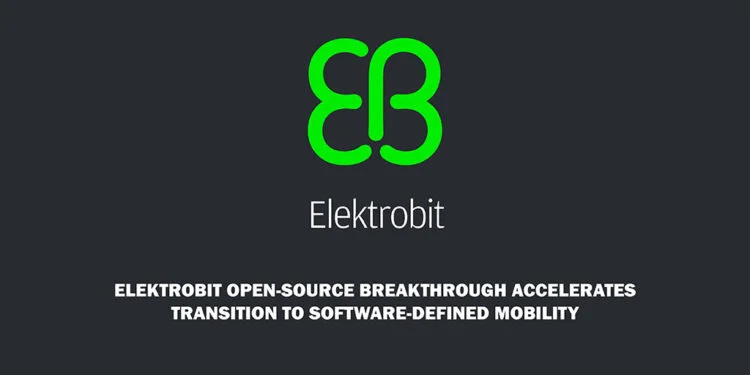 EB
Elektrobit
ELEKTROBIT OPEN-SOURCE BREAKTHROUGH ACCELERATES
TRANSITION TO SOFTWARE-DEFINED MOBILITY